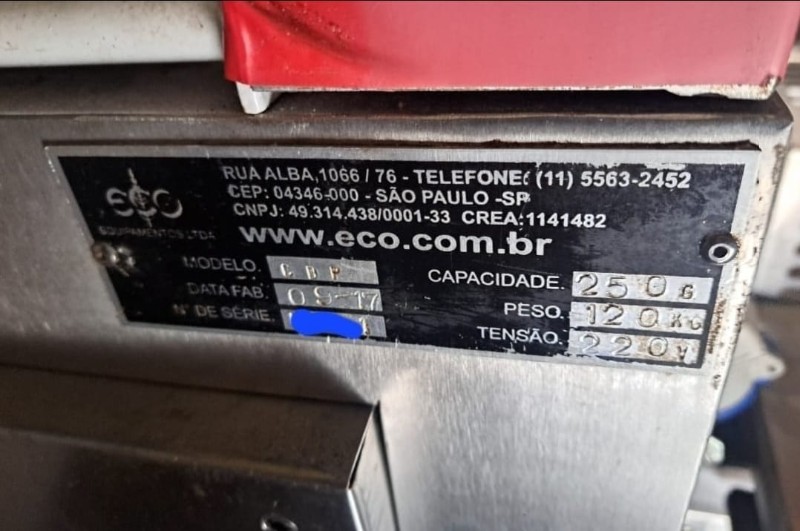 eco
EQUIPAMENTOS LTDA
RUA ALBA,1066 / 76 - TELEFONE: (11) 5563-2452
CEP: 04346-000 - SÃO PAULO -SP
CNPJ: 49.314.438/0001-33 CREA:1141482
www.eco.com.br
MODELO.
DATA FAB. 09-17
Nº DE SÉRIE. 1
CAPACIDADE. 250G
PESO. 120KG
TENSÃO. 220V